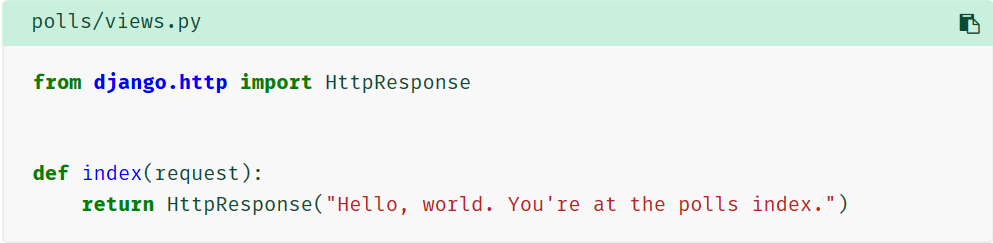 polls/views.py
from django.http import HttpResponse
def index(request):
    return HttpResponse("Hello, world. You're at the polls index.")